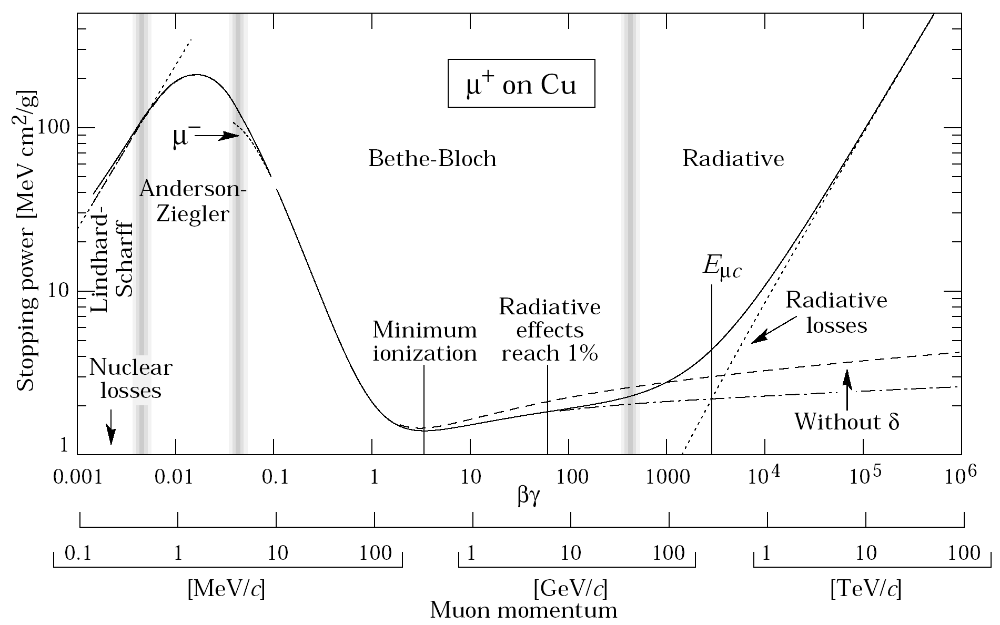 μ⁺ on Cu
Stopping power [MeV cm²/g]
100
10
1
μ⁻
Bethe-Bloch
Radiative
Anderson-
Ziegler
Lindhard-
Scharff
Eμc
Radiative
losses
Radiative
effects
reach 1%
Minimum
ionization
Nuclear
losses
Without δ
0.001 0.01 0.1 1 10 100 1000 10⁴ 10⁵ 10⁶
βγ
0.1 1 10 100 1 10 100 1 10 100
[MeV/c] [GeV/c] [TeV/c]
Muon momentum